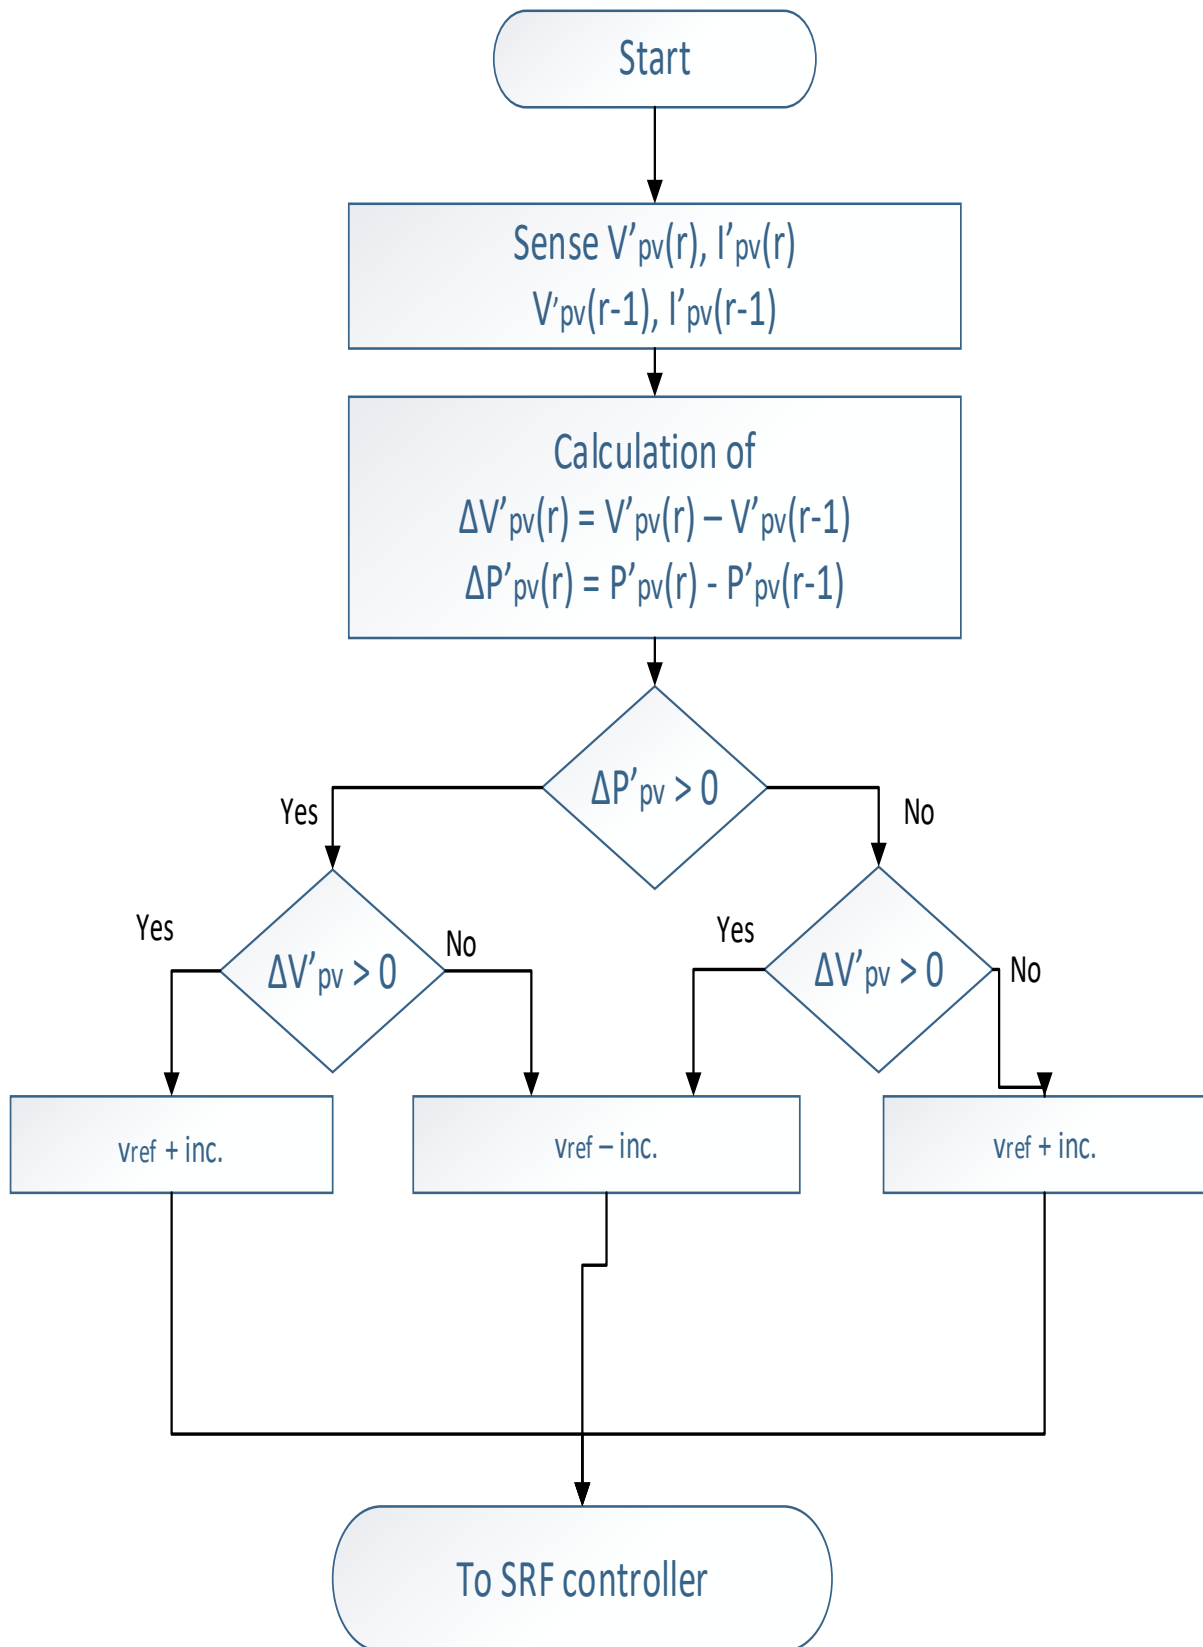 Start
Sense V'pv(r), I'pv(r)
V'pv(r-1), I'pv(r-1)
Calculation of
ΔV'pv(r) = V'pv(r) – V'pv(r-1)
ΔP'pv(r) = P'pv(r) - P'pv(r-1)
ΔP'pv > 0
Yes
No
Yes
ΔV'pv > 0
No
Yes
ΔV'pv > 0
No
vref + inc.
vref – inc.
vref + inc.
To SRF controller